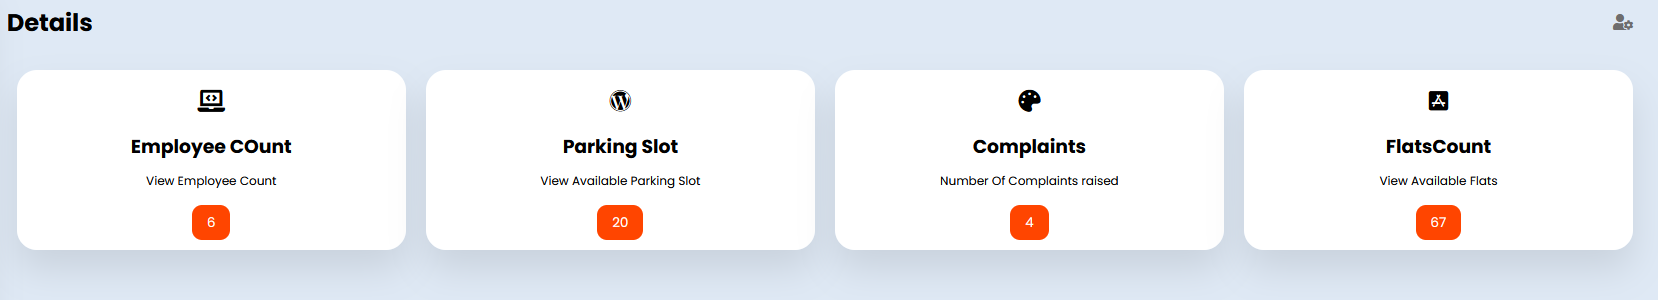 Details
Employee COunt
View Employee Count
6
Parking Slot
View Available Parking Slot
20
Complaints
Number Of Complaints raised
4
FlatsCount
View Available Flats
67